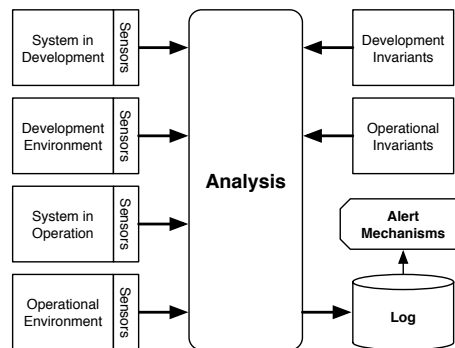 System in
Development
Sensors
Development
Environment
Sensors
System in
Operation
Sensors
Operational
Environment
Sensors
Analysis
Development
Invariants
Operational
Invariants
Alert
Mechanisms
Log